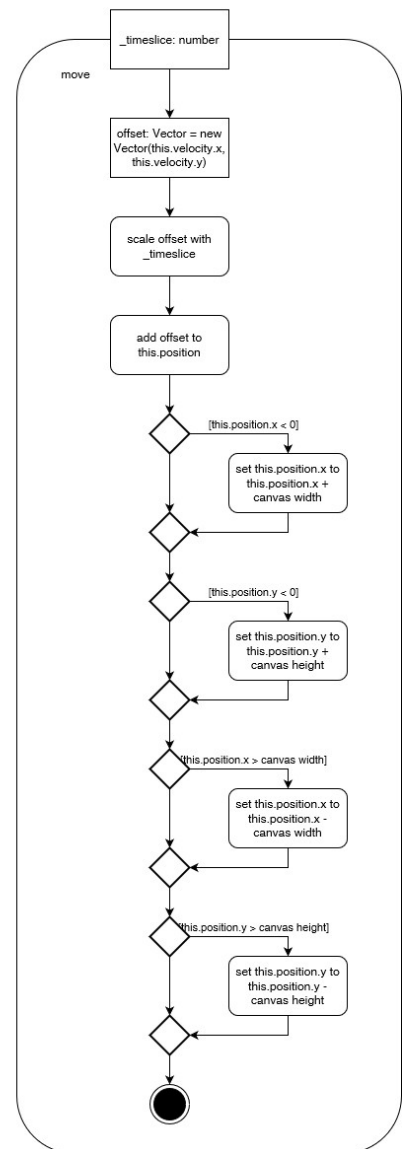 _timeslice: number
move
offset: Vector = new
Vector(this.velocity.x,
this.velocity.y)
scale offset with
_timeslice
add offset to
this.position
[this.position.x < 0]
set this.position.x to
this.position.x +
canvas width
[this.position.y < 0]
set this.position.y to
this.position.y +
canvas height
[this.position.x > canvas width]
set this.position.x to
this.position.x -
canvas width
[this.position.y > canvas height]
set this.position.y to
this.position.y -
canvas height